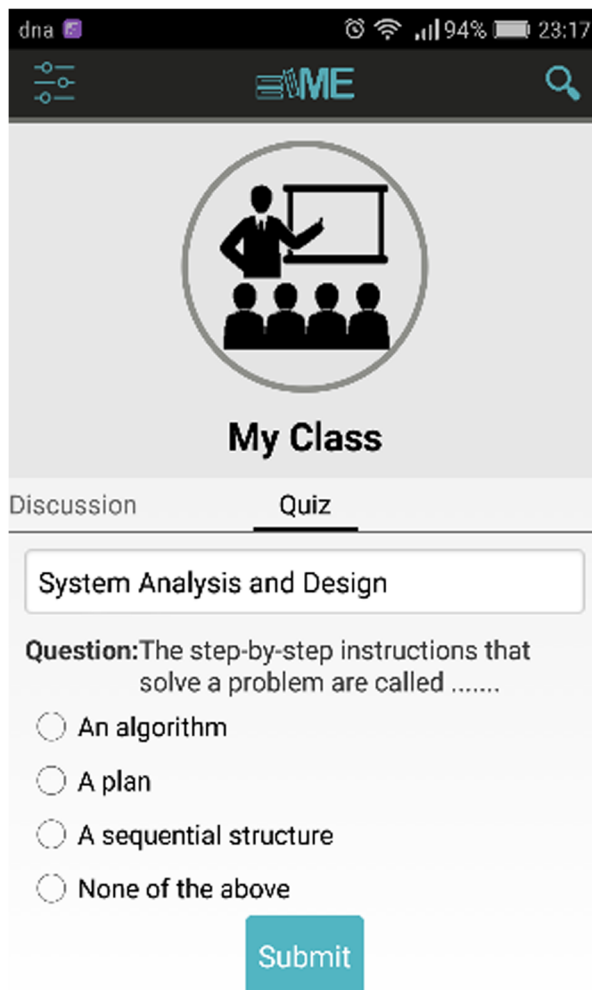 dna 94% 23:17
ME
My Class
Discussion Quiz
System Analysis and Design
Question:The step-by-step instructions that
solve a problem are called .......
An algorithm
A plan
A sequential structure
None of the above
Submit